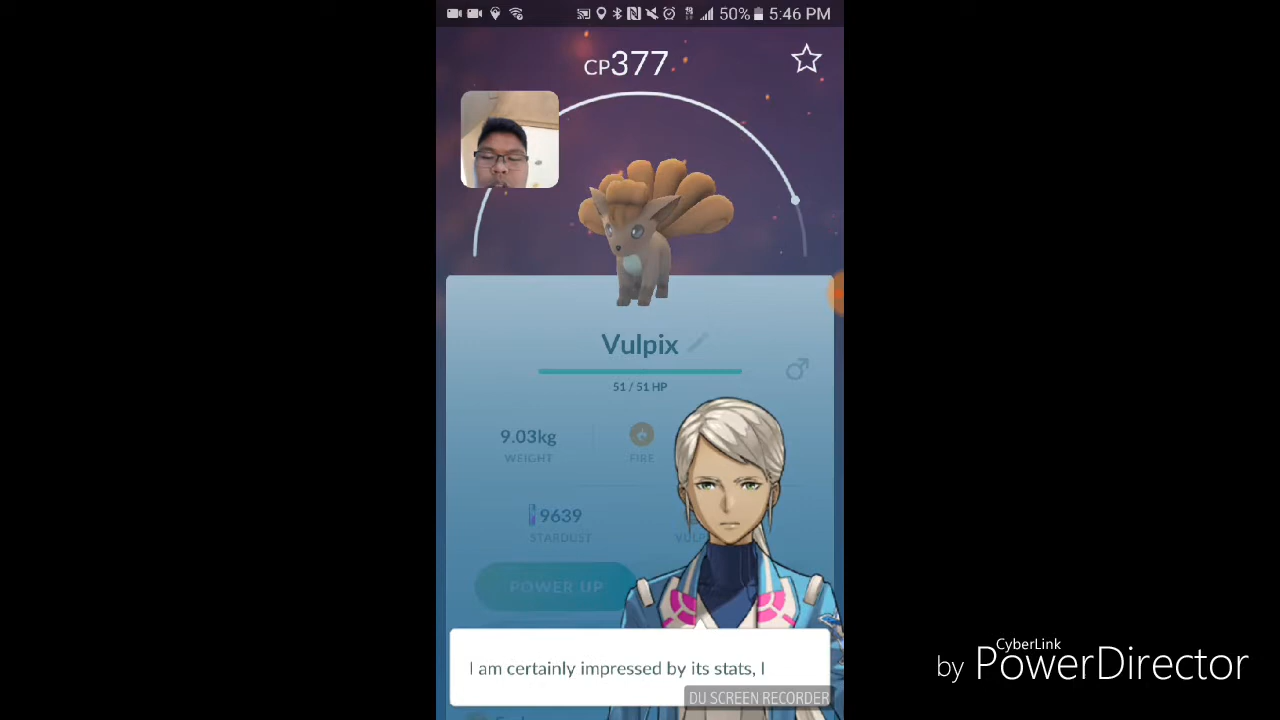 50% 5:46 PM
CP377
Vulpix
51 / 51 HP
9.03kg
WEIGHT
FIRE
9639
STARDUST
VULP
POWER UP
I am certainly impressed by its stats, I
DU SCREEN RECORDER
CyberLink
by PowerDirector